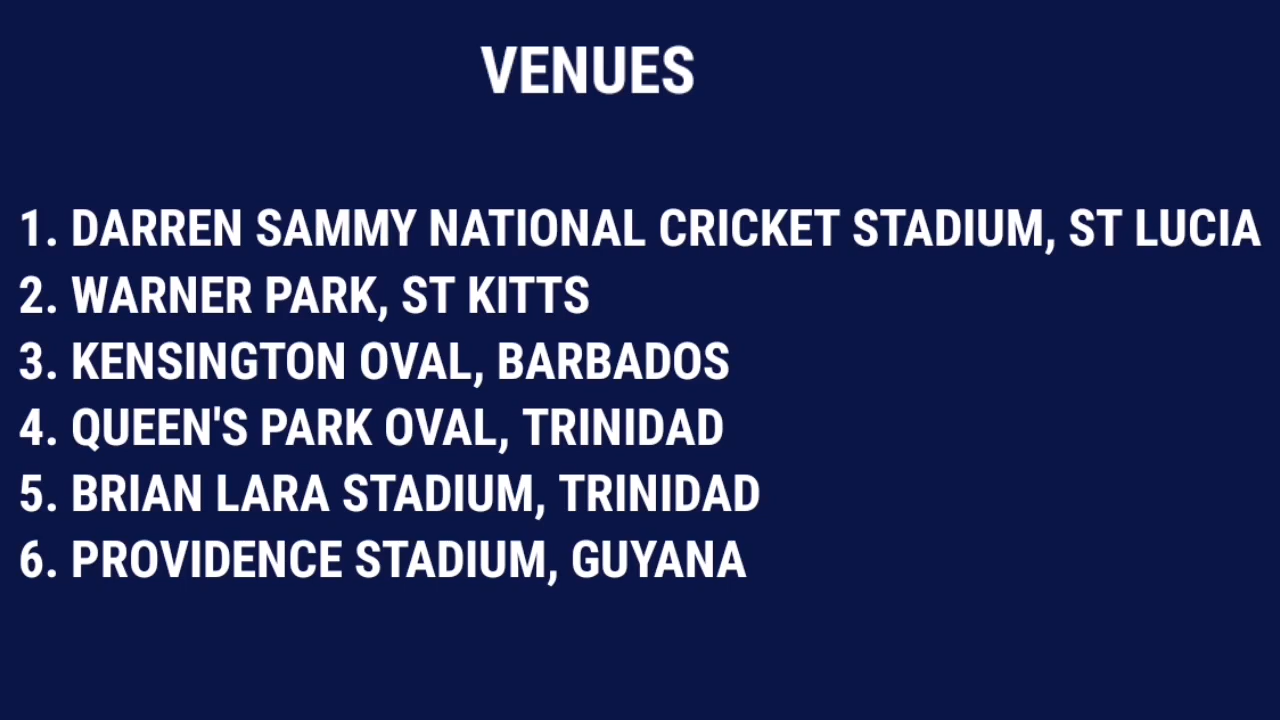 VENUES
1. DARREN SAMMY NATIONAL CRICKET STADIUM, ST LUCIA
2. WARNER PARK, ST KITTS
3. KENSINGTON OVAL, BARBADOS
4. QUEEN'S PARK OVAL, TRINIDAD
5. BRIAN LARA STADIUM, TRINIDAD
6. PROVIDENCE STADIUM, GUYANA